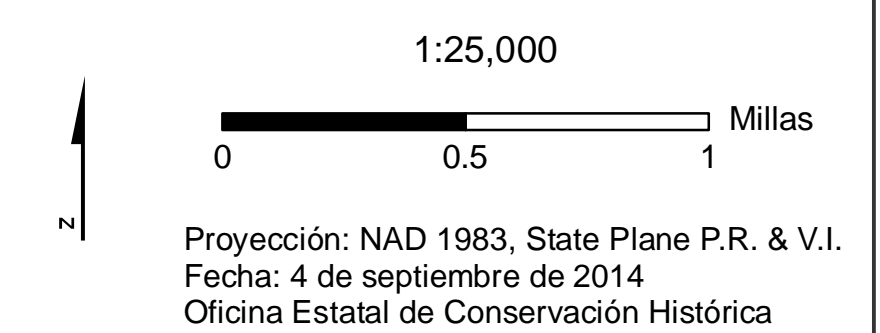 1:25,000
Millas
0 0.5 1
N
Proyección: NAD 1983, State Plane P.R. & V.I.
Fecha: 4 de septiembre de 2014
Oficina Estatal de Conservación Histórica